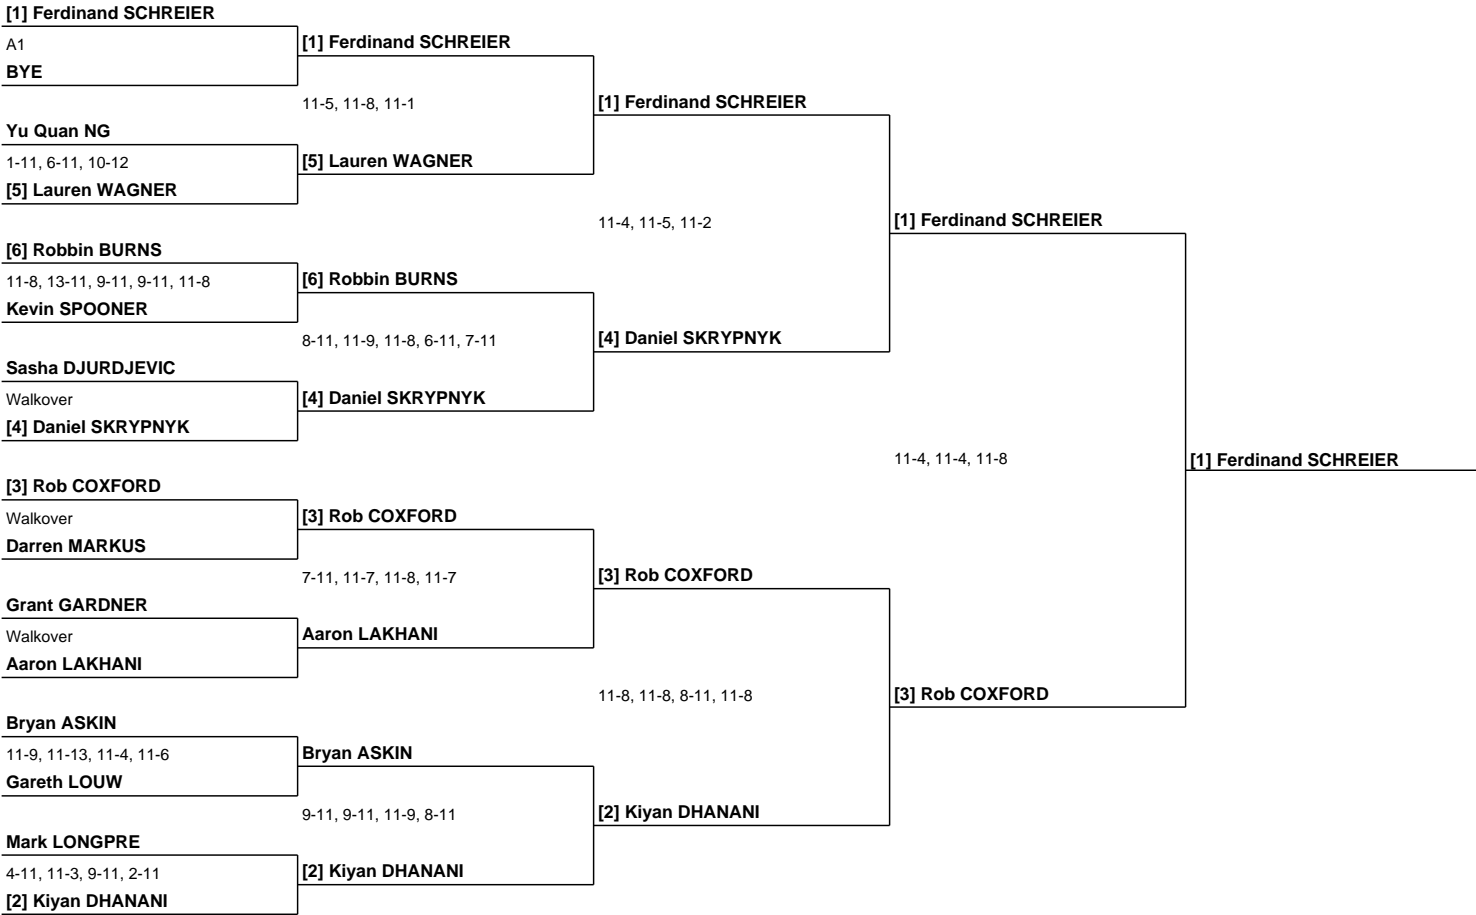 [1] Ferdinand SCHREIER
A1
BYE
Yu Quan NG
1-11, 6-11, 10-12
[5] Lauren WAGNER
[6] Robbin BURNS
11-8, 13-11, 9-11, 9-11, 11-8
Kevin SPOONER
Sasha DJURDJEVIC
Walkover
[4] Daniel SKRYPNYK
[3] Rob COXFORD
Walkover
Darren MARKUS
Grant GARDNER
Walkover
Aaron LAKHANI
Bryan ASKIN
11-9, 11-13, 11-4, 11-6
Gareth LOUW
Mark LONGPRE
4-11, 11-3, 9-11, 2-11
[2] Kiyan DHANANI
[1] Ferdinand SCHREIER
11-5, 11-8, 11-1
[5] Lauren WAGNER
[6] Robbin BURNS
8-11, 11-9, 11-8, 6-11, 7-11
[4] Daniel SKRYPNYK
[3] Rob COXFORD
7-11, 11-7, 11-8, 11-7
Aaron LAKHANI
Bryan ASKIN
9-11, 9-11, 11-9, 8-11
[2] Kiyan DHANANI
[1] Ferdinand SCHREIER
11-4, 11-5, 11-2
[4] Daniel SKRYPNYK
[3] Rob COXFORD
11-8, 11-8, 8-11, 11-8
[2] Kiyan DHANANI
[1] Ferdinand SCHREIER
11-4, 11-4, 11-8
[3] Rob COXFORD
[1] Ferdinand SCHREIER